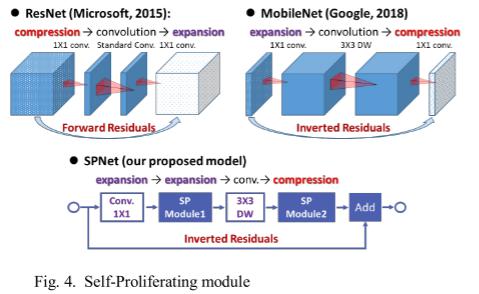 ● ResNet (Microsoft, 2015):
compression → convolution → expansion
1X1 conv. Standard Conv. 1X1 conv.
Forward Residuals
● MobileNet (Google, 2018)
expansion → convolution → compression
1X1 conv. 3X3 DW 1X1 conv.
Inverted Residuals
● SPNet (our proposed model)
expansion → expansion → conv.→ compression
Conv. 1X1
SP Module1
3X3 DW
SP Module2
Add
Inverted Residuals
Fig. 4. Self-Proliferating module